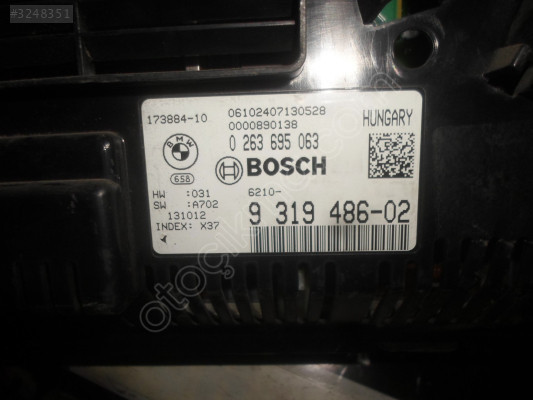 #3248351
173884-10
06102407130528
0000890138
HUNGARY
BMW
0 263 695 063
658
BOSCH
HW :031
SW :A702
6210-
131012
INDEX: X37
9 319 486-02